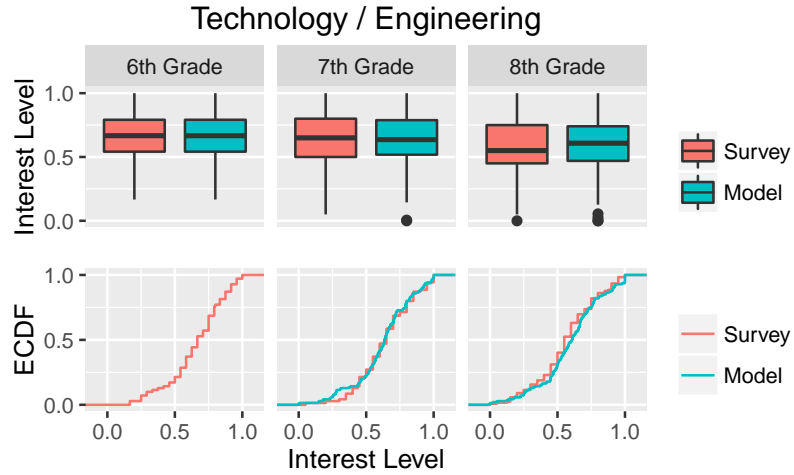 Technology / Engineering
6th Grade
7th Grade
8th Grade
Interest Level
1.0
0.5
0.0
Survey
Model
ECDF
1.0
0.5
0.0
0.0 0.5 1.0
0.0 0.5 1.0
0.0 0.5 1.0
Interest Level
Survey
Model